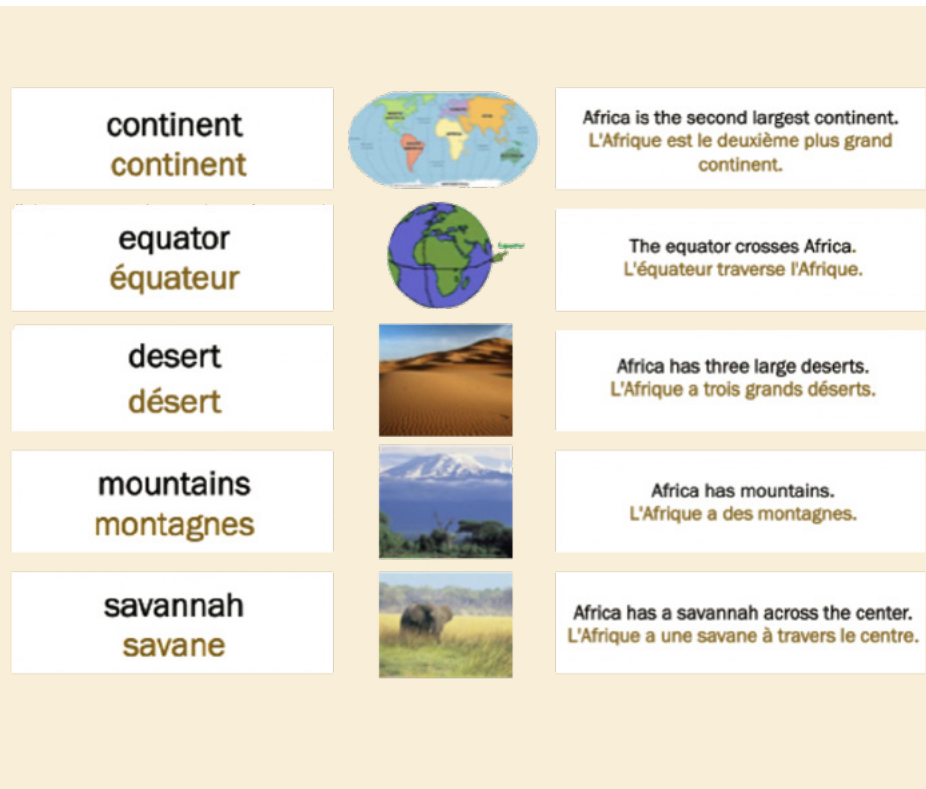 continent
continent
Africa is the second largest continent.
L'Afrique est le deuxième plus grand
continent.
equator
équateur
The equator crosses Africa.
L'équateur traverse l'Afrique.
desert
désert
Africa has three large deserts.
L'Afrique a trois grands déserts.
mountains
montagnes
Africa has mountains.
L'Afrique a des montagnes.
savannah
savane
Africa has a savannah across the center.
L'Afrique a une savane à travers le centre.